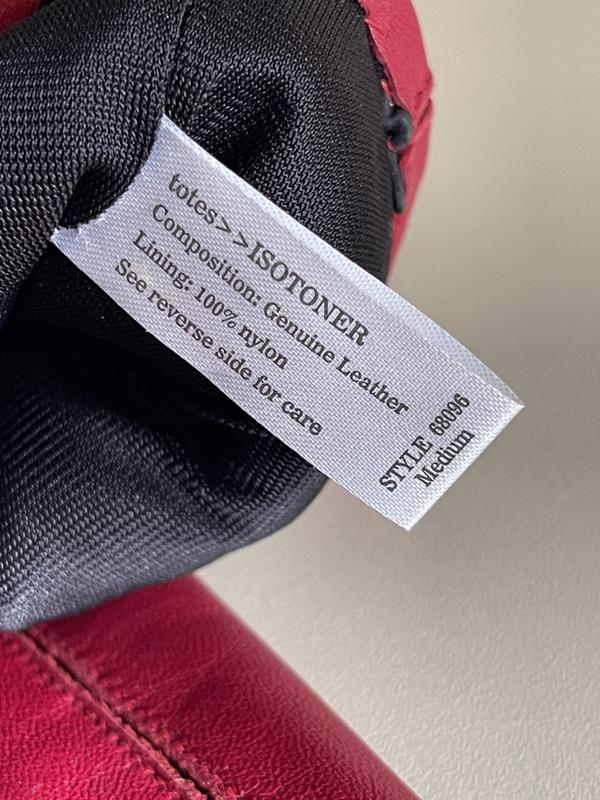 totes>>ISOTONER
Composition: Genuine Leather
Lining: 100% nylon
See reverse side for care
STYLE 68096
Medium